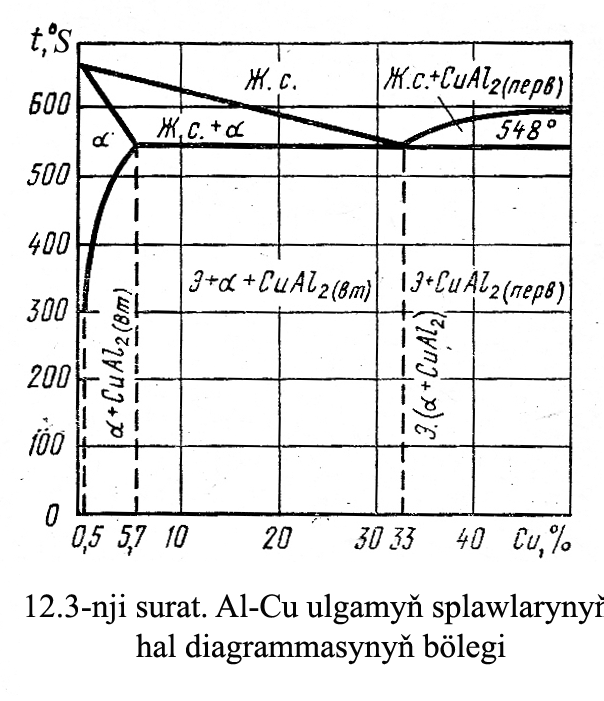 t,°S
Ж. с.
Ж.с.+CuAl2(перв)
600
548°
Ж.с. + α
α
500
400
Э+α+CuAl2(вт)
Э+CuAl2(перв)
300
α+CuAl2(вт)
Э.(α+CuAl2)
200
100
0
0,5 5,7 10 20 30 33 40 Cu,%
12.3-nji surat. Al-Cu ulgamyň splawlarynyň
hal diagrammasynyň bölegi